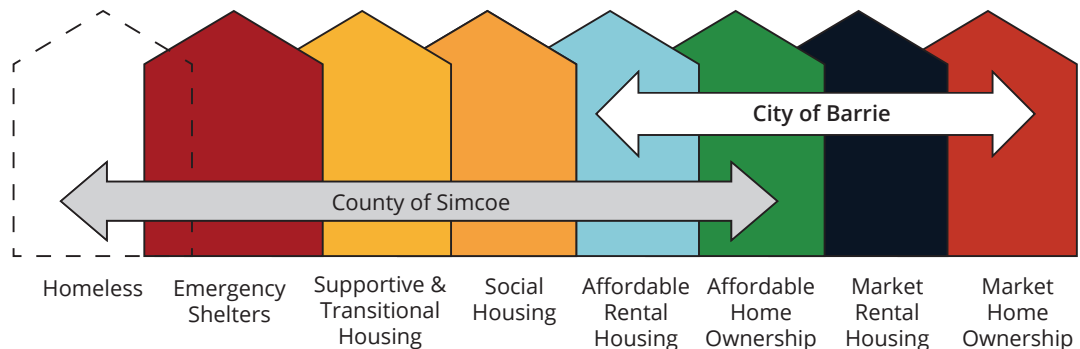 City of Barrie
County of Simcoe
Homeless
Emergency
Shelters
Supportive &
Transitional
Housing
Social
Housing
Affordable
Rental
Housing
Affordable
Home
Ownership
Market
Rental
Housing
Market
Home
Ownership